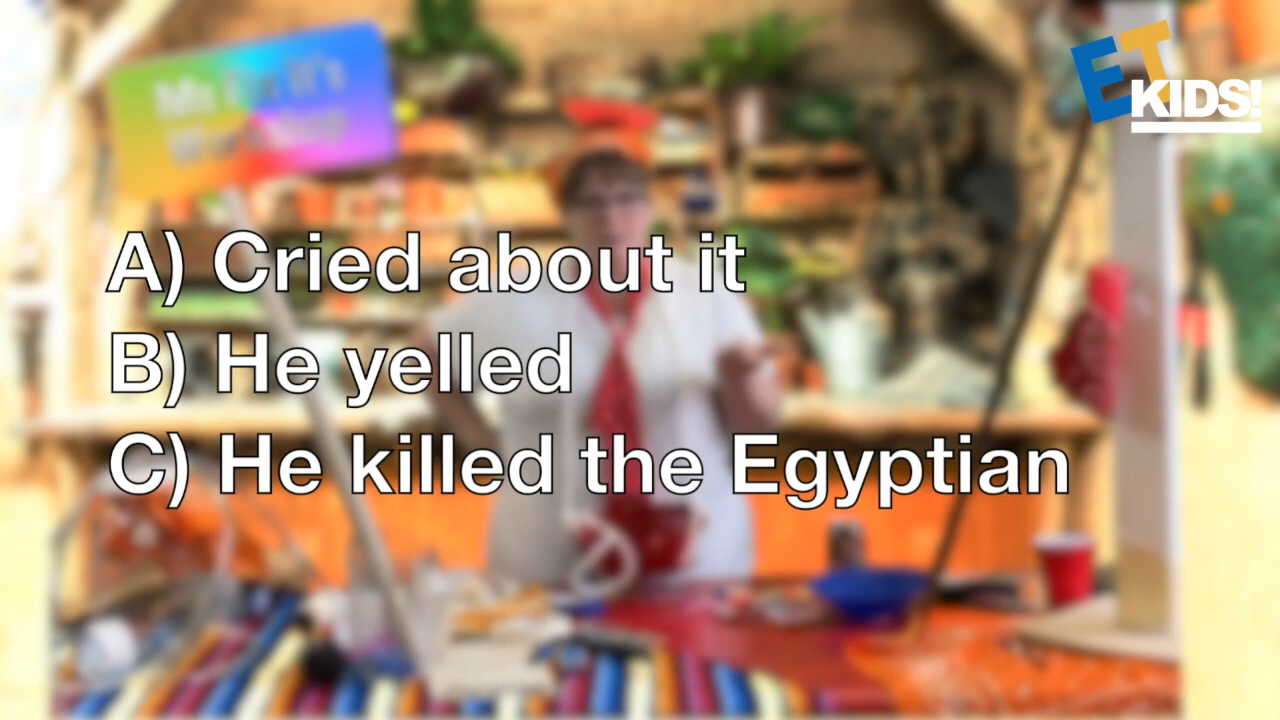 ET
KIDS!
A) Cried about it
B) He yelled
C) He killed the Egyptian